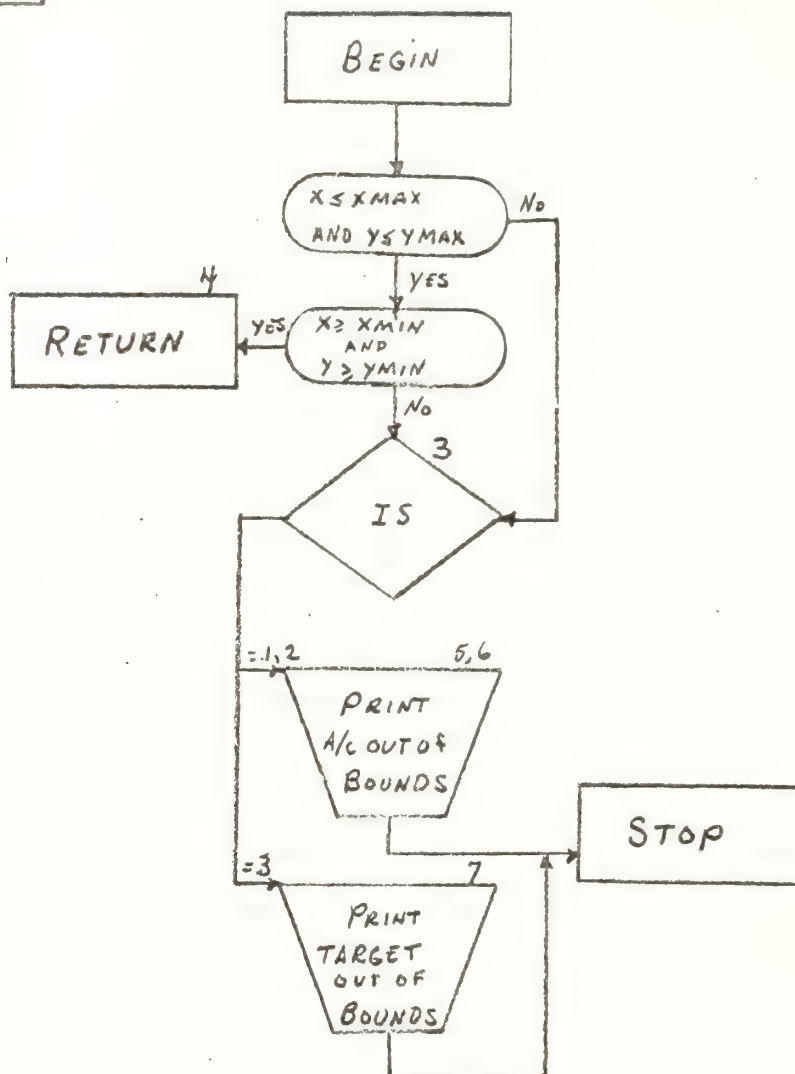 BEGIN
X ≤ XMAX
AND Y ≤ YMAX
NO
YES
4
RETURN
YES
X ≥ XMIN
AND
Y ≥ YMIN
NO
3
IS
=1,2
5,6
PRINT
A/C OUT OF
BOUNDS
STOP
=3
7
PRINT
TARGET
OUT OF
BOUNDS